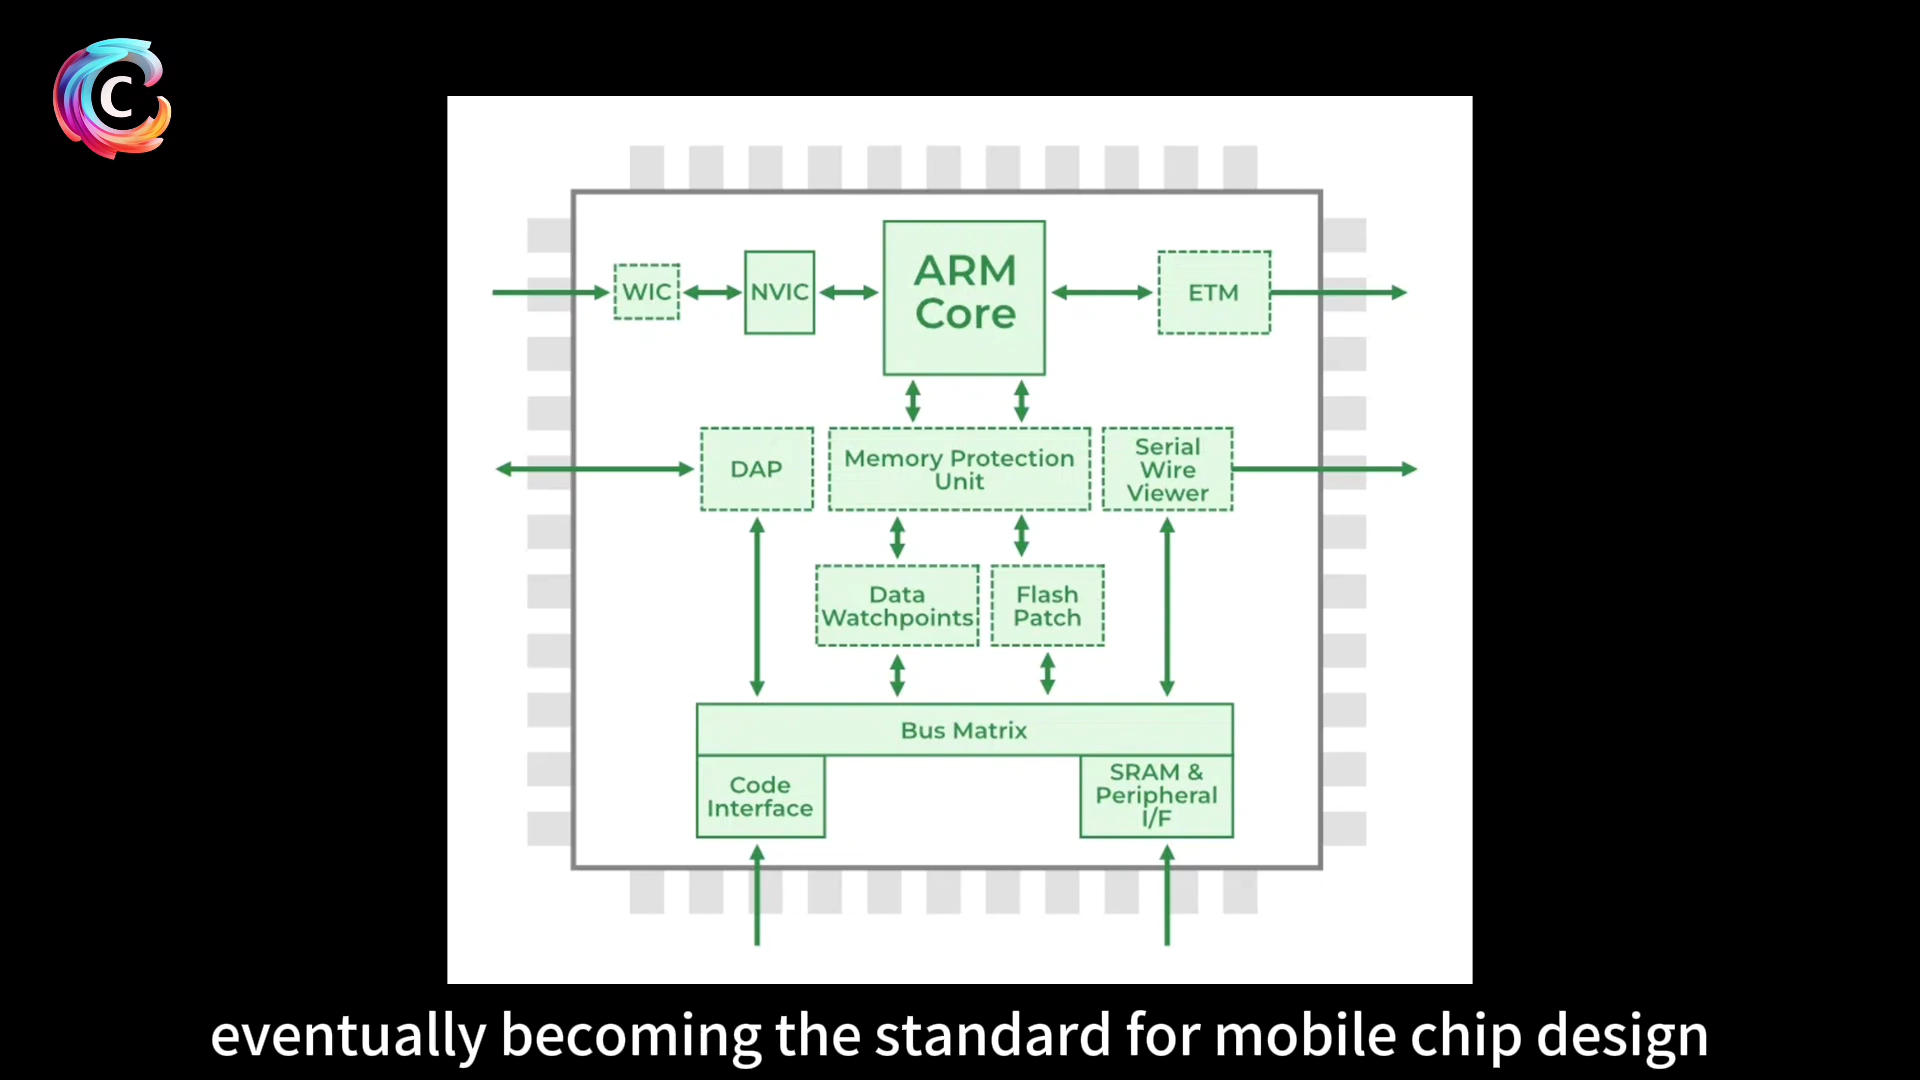 C
ARM
Core
WIC
NVIC
ETM
DAP
Memory Protection
Unit
Serial
Wire
Viewer
Data
Watchpoints
Flash
Patch
Bus Matrix
Code
Interface
SRAM &
Peripheral
I/F
eventually becoming the standard for mobile chip design